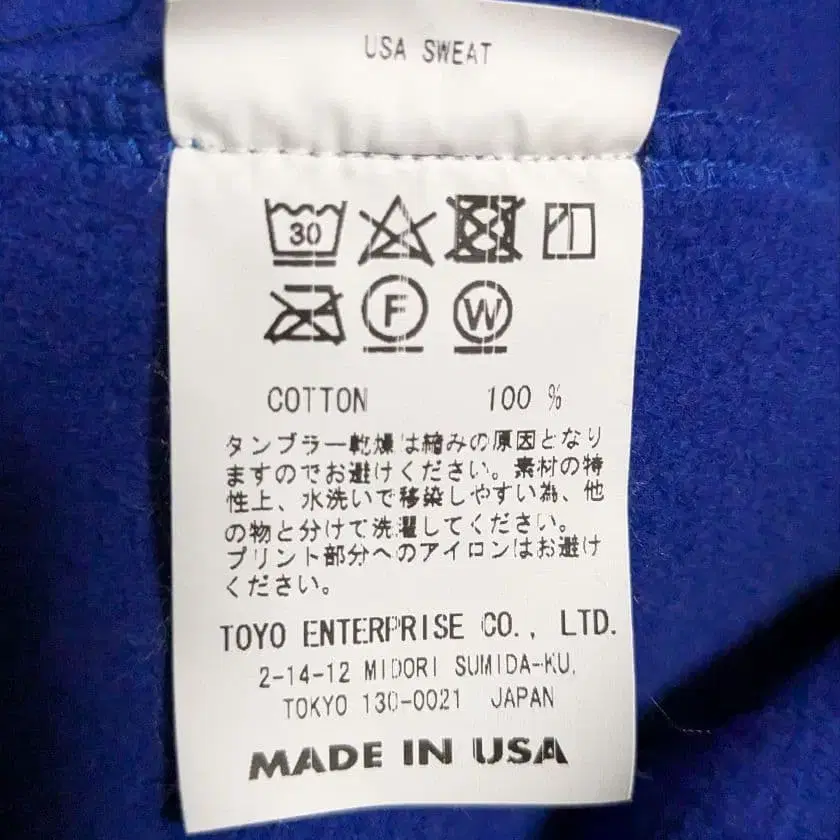 USA SWEAT
30
F W
COTTON 100 %
タンブラー乾燥は縮みの原因となり
ますのでお避けください。素材の特
性上、水洗いで移染しやすい為、他
の物と分けて洗濯してください。
プリント部分へのアイロンはお避け
ください。
TOYO ENTERPRISE CO., LTD.
2-14-12 MIDORI SUMIDA-KU,
TOKYO 130-0021 JAPAN
MADE IN USA